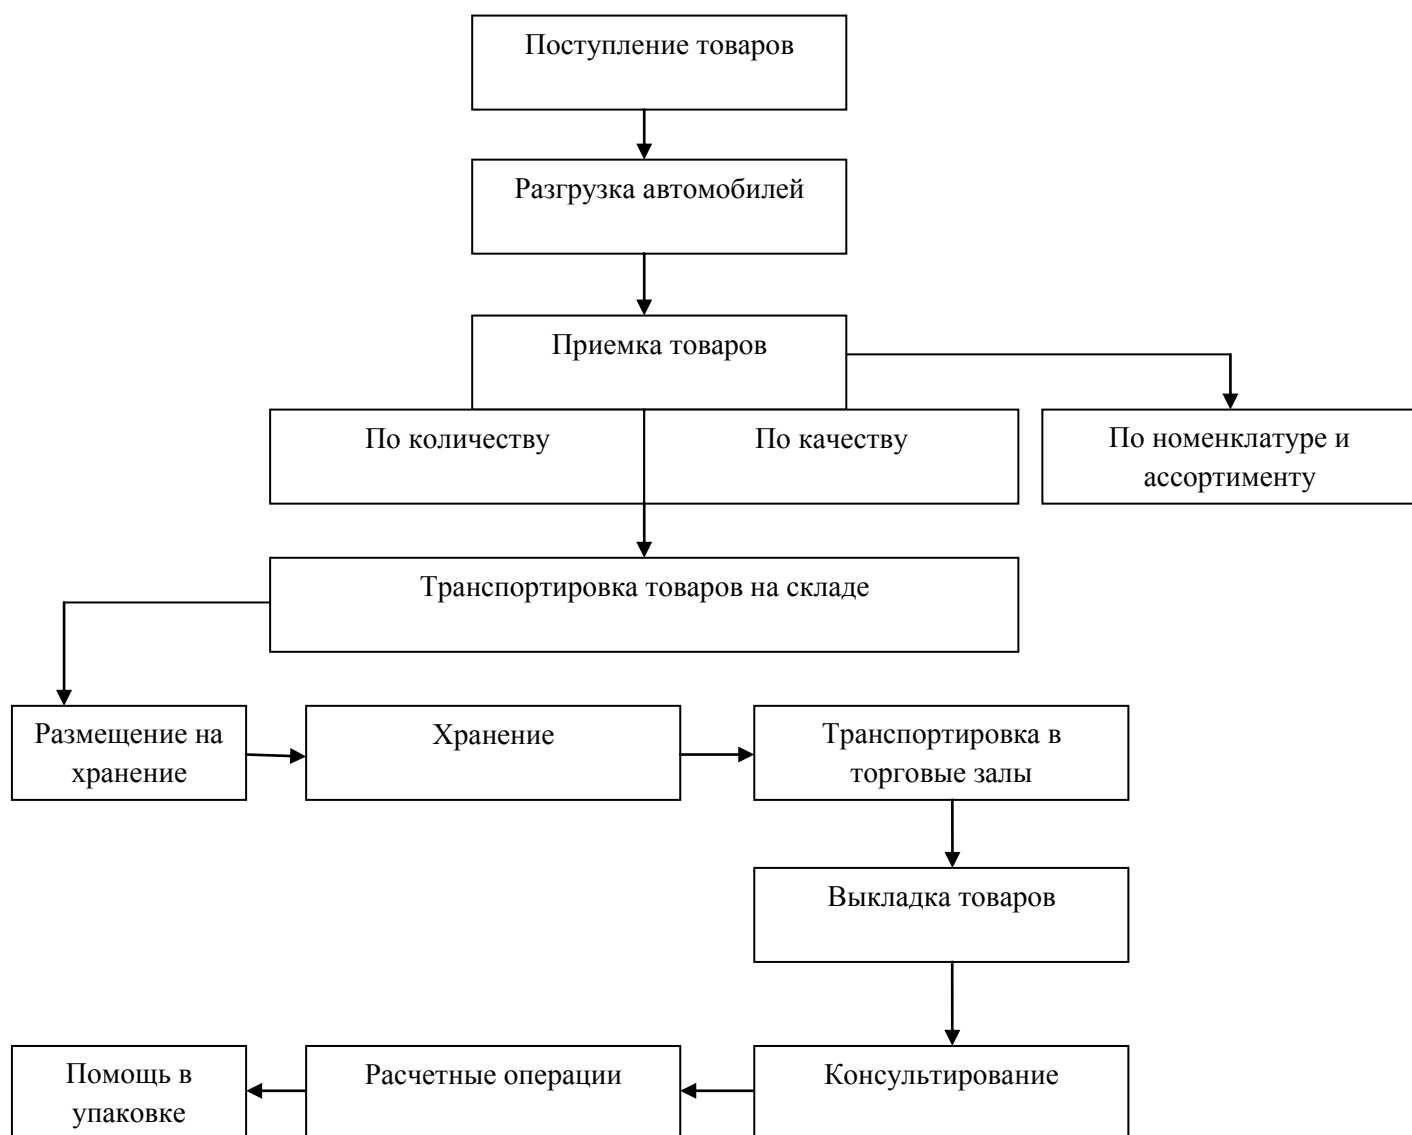 Поступление товаров
Разгрузка автомобилей
Приемка товаров
По количеству
По качеству
По номенклатуре и
ассортименту
Транспортировка товаров на складе
Размещение на
хранение
Хранение
Транспортировка в
торговые залы
Выкладка товаров
Помощь в
упаковке
Расчетные операции
Консультирование